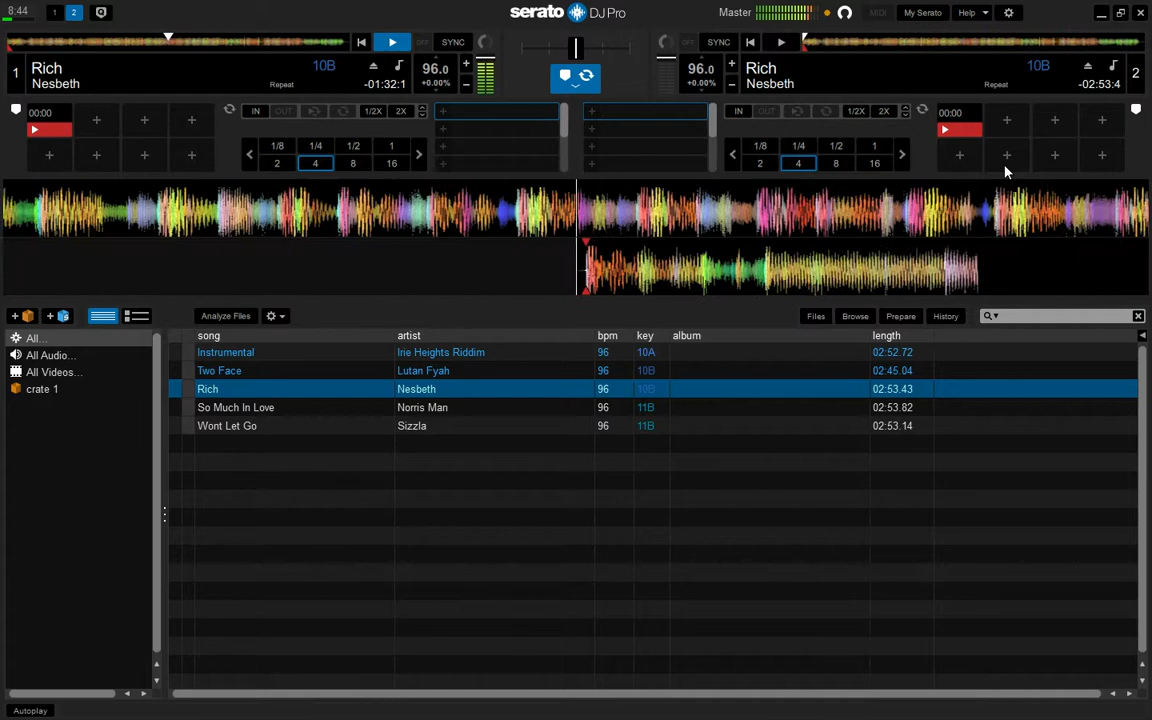 8:44 1 2 serato DJ Pro Master MIDI My Serato Help
OFF SYNC OFF SYNC
1 Rich 10B 96.0 96.0 Rich 10B 2
Nesbeth Repeat -01:32:1 +0.00% +0.00% Nesbeth Repeat -02:53:4
00:00 IN OUT 1/2X 2X IN OUT 1/2X 2X 00:00
1/8 1/4 1/2 1 1/8 1/4 1/2 1
2 4 8 16 2 4 8 16
Analyze Files Files Browse Prepare History
All... song artist bpm key album length
All Audio... Instrumental Irie Heights Riddim 96 10A 02:52.72
All Videos... Two Face Lutan Fyah 96 10B 02:45.04
crate 1 Rich Nesbeth 96 10B 02:53.43
So Much In Love Norris Man 96 11B 02:53.82
Wont Let Go Sizzla 96 11B 02:53.14
Autoplay